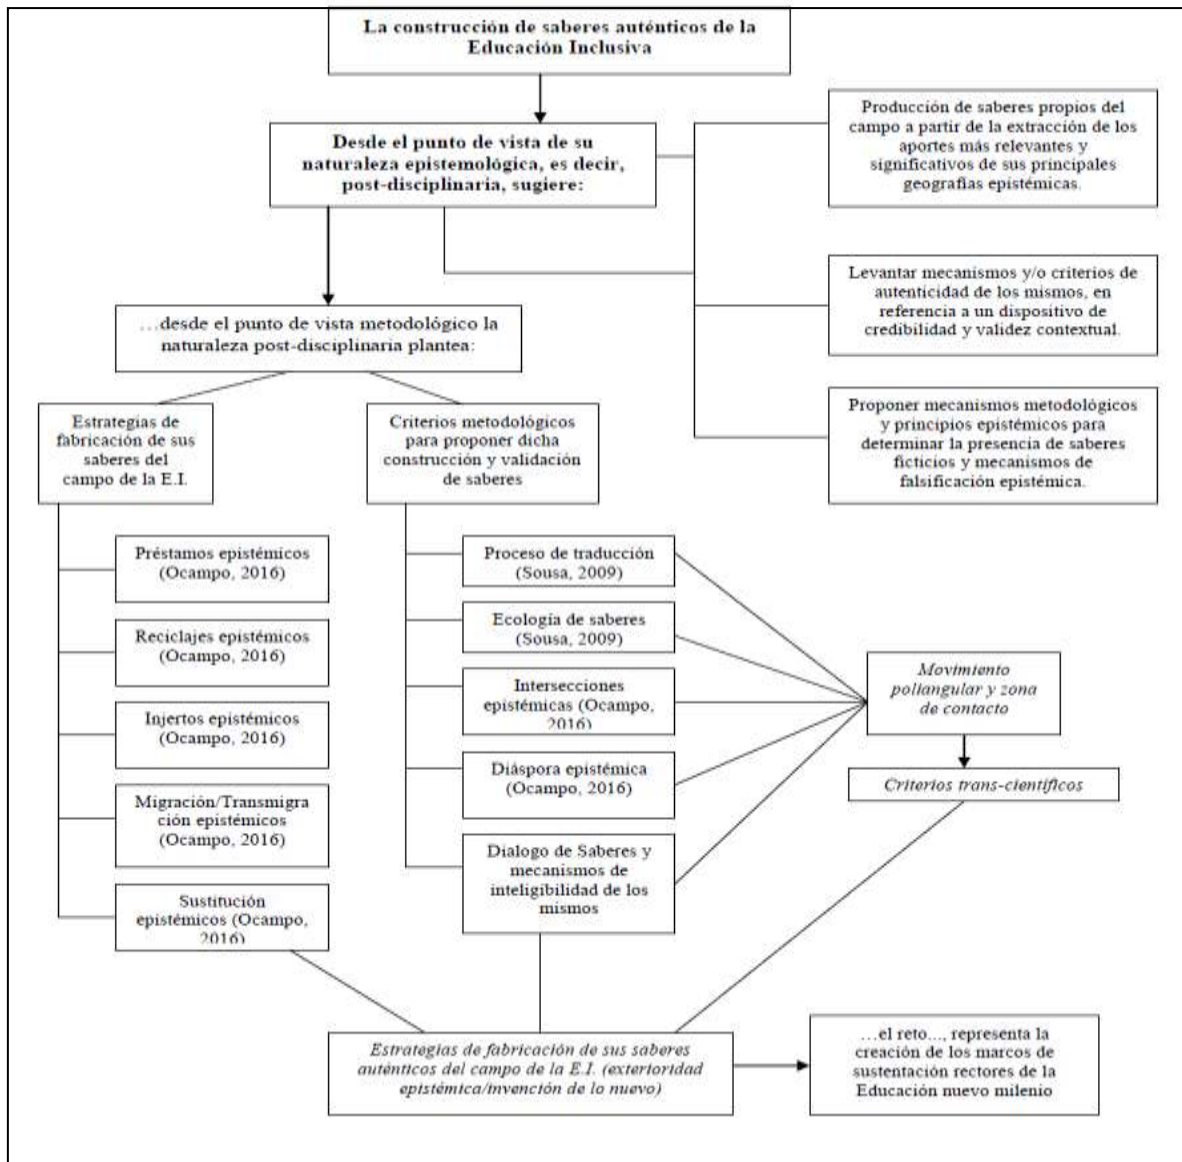 La construcción de saberes auténticos de la
Educación Inclusiva
Desde el punto de vista de su
naturaleza epistemológica, es decir,
post-disciplinaria, sugiere:
Producción de saberes propios del
campo a partir de la extracción de los
aportes más relevantes y
significativos de sus principales
geografías epistémicas.
Levantar mecanismos y/o criterios de
autenticidad de los mismos, en
referencia a un dispositivo de
credibilidad y validez contextual.
Proponer mecanismos metodológicos
y principios epistémicos para
determinar la presencia de saberes
ficticios y mecanismos de
falsificación epistémica.
…desde el punto de vista metodológico la
naturaleza post-disciplinaria plantea:
Estrategias de
fabricación de sus
saberes del
campo de la E.I.
Criterios metodológicos
para proponer dicha
construcción y validación
de saberes
Préstamos epistémicos
(Ocampo, 2016)
Reciclajes epistémicos
(Ocampo, 2016)
Injertos epistémicos
(Ocampo, 2016)
Migración/Transmigra
ción epistémicos
(Ocampo, 2016)
Sustitución
epistémicos (Ocampo,
2016)
Proceso de traducción
(Sousa, 2009)
Ecología de saberes
(Sousa, 2009)
Intersecciones
epistémicas (Ocampo,
2016)
Diáspora epistémica
(Ocampo, 2016)
Dialogo de Saberes y
mecanismos de
inteligibilidad de los
mismos
Movimiento
poliangular y zona
de contacto
Criterios trans-científicos
Estrategias de fabricación de sus saberes
auténticos del campo de la E.I. (exterioridad
epistémica/invención de lo nuevo)
…el reto…, representa la
creación de los marcos de
sustentación rectores de la
Educación nuevo milenio